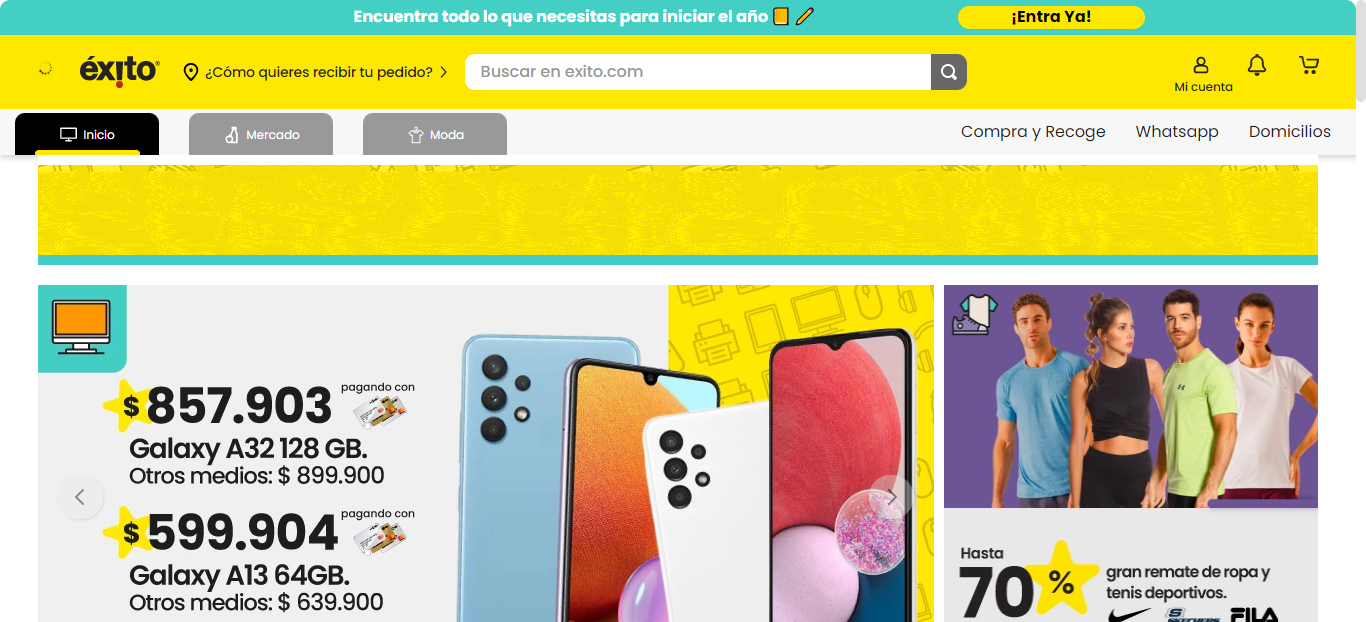 Encuentra todo lo que necesitas para iniciar el año
¡Entra Ya!
éxito®
¿Cómo quieres recibir tu pedido?
Buscar en exito.com
Mi cuenta
Inicio
Mercado
Moda
Compra y Recoge
Whatsapp
Domicilios
$857.903
pagando con
Galaxy A32 128 GB.
Otros medios: $ 899.900
$599.904
pagando con
Galaxy A13 64GB.
Otros medios: $ 639.900
Hasta
70%
gran remate de ropa y
tenis deportivos.
SKECHERS
FILA